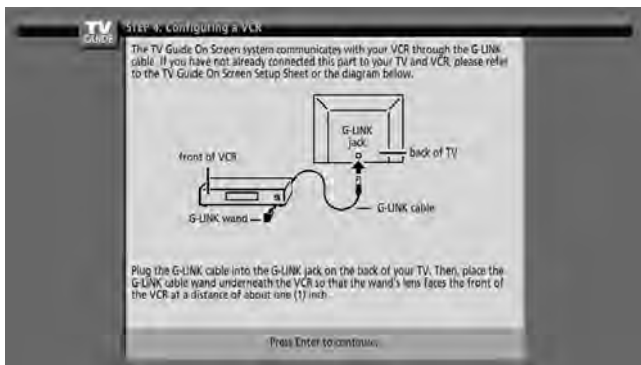 TV
GUIDE
STEP 4. Configuring a VCR
The TV Guide On Screen system communicates with your VCR through the G-LINK
cable. If you have not already connected this part to your TV and VCR, please refer
to the TV Guide On Screen Setup Sheet or the diagram below.
G-LINK
jack
front of VCR
back of TV
G-LINK wand
G-LINK cable
Plug the G-LINK cable into the G-LINK jack on the back of your TV. Then, place the
G-LINK cable wand underneath the VCR so that the wand's lens faces the front of
the VCR at a distance of about one (1) inch.
Press Enter to continue.